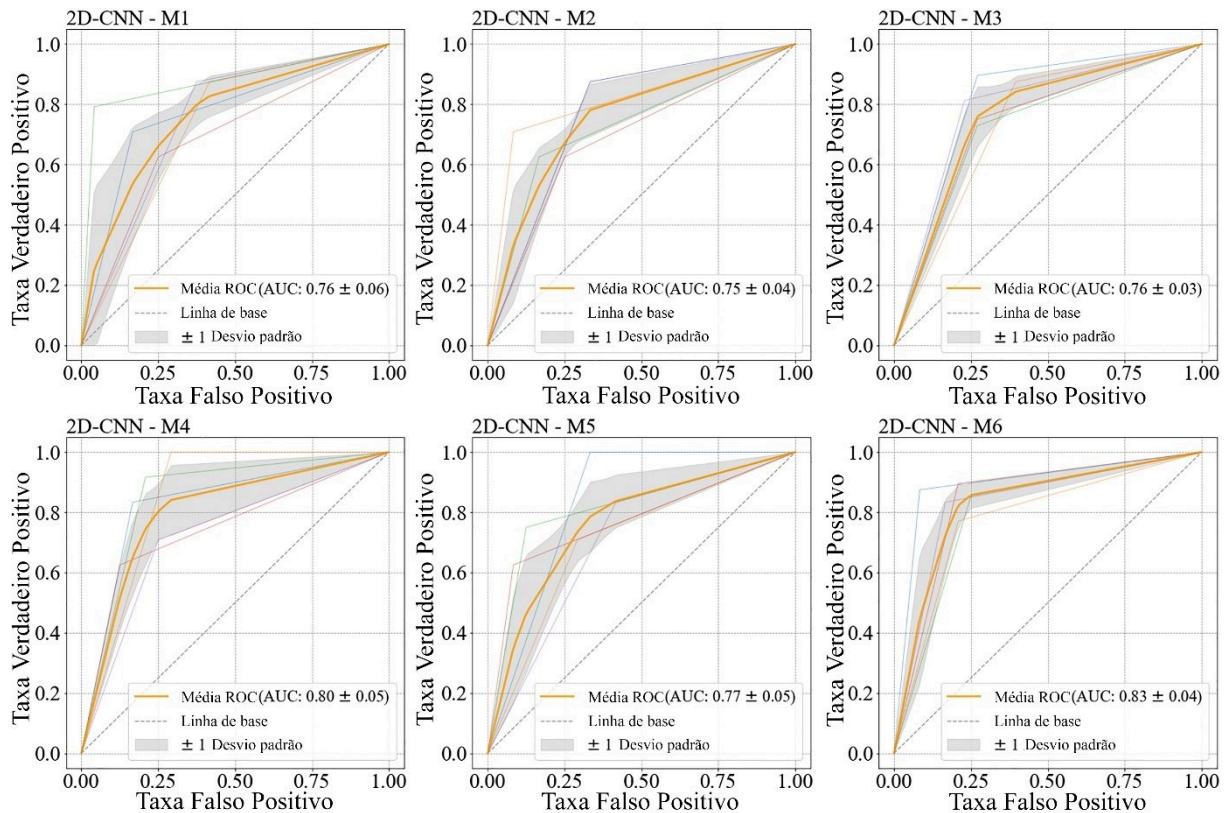 2D-CNN - M1
Taxa Verdadeiro Positivo
1.0
0.8
0.6
0.4
0.2
0.0
Média ROC (AUC: 0.76 ± 0.06)
Linha de base
± 1 Desvio padrão
0.00 0.25 0.50 0.75 1.00
Taxa Falso Positivo
2D-CNN - M2
Taxa Verdadeiro Positivo
1.0
0.8
0.6
0.4
0.2
0.0
Média ROC (AUC: 0.75 ± 0.04)
Linha de base
± 1 Desvio padrão
0.00 0.25 0.50 0.75 1.00
Taxa Falso Positivo
2D-CNN - M3
Taxa Verdadeiro Positivo
1.0
0.8
0.6
0.4
0.2
0.0
Média ROC (AUC: 0.76 ± 0.03)
Linha de base
± 1 Desvio padrão
0.00 0.25 0.50 0.75 1.00
Taxa Falso Positivo
2D-CNN - M4
Taxa Verdadeiro Positivo
1.0
0.8
0.6
0.4
0.2
0.0
Média ROC (AUC: 0.80 ± 0.05)
Linha de base
± 1 Desvio padrão
0.00 0.25 0.50 0.75 1.00
Taxa Falso Positivo
2D-CNN - M5
Taxa Verdadeiro Positivo
1.0
0.8
0.6
0.4
0.2
0.0
Média ROC (AUC: 0.77 ± 0.05)
Linha de base
± 1 Desvio padrão
0.00 0.25 0.50 0.75 1.00
Taxa Falso Positivo
2D-CNN - M6
Taxa Verdadeiro Positivo
1.0
0.8
0.6
0.4
0.2
0.0
Média ROC (AUC: 0.83 ± 0.04)
Linha de base
± 1 Desvio padrão
0.00 0.25 0.50 0.75 1.00
Taxa Falso Positivo